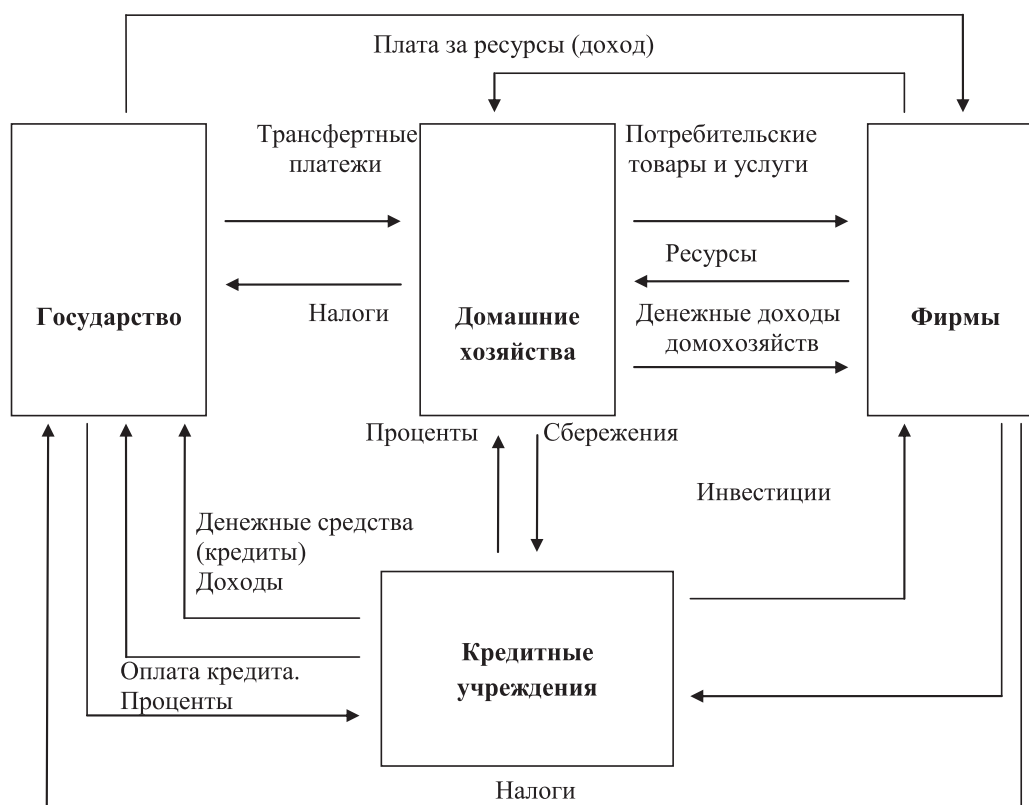 Плата за ресурсы (доход)
Трансфертные
платежи
Потребительские
товары и услуги
Ресурсы
Государство
Налоги
Домашние
хозяйства
Денежные доходы
домохозяйств
Фирмы
Проценты
Сбережения
Инвестиции
Денежные средства
(кредиты)
Доходы
Кредитные
учреждения
Оплата кредита.
Проценты
Налоги